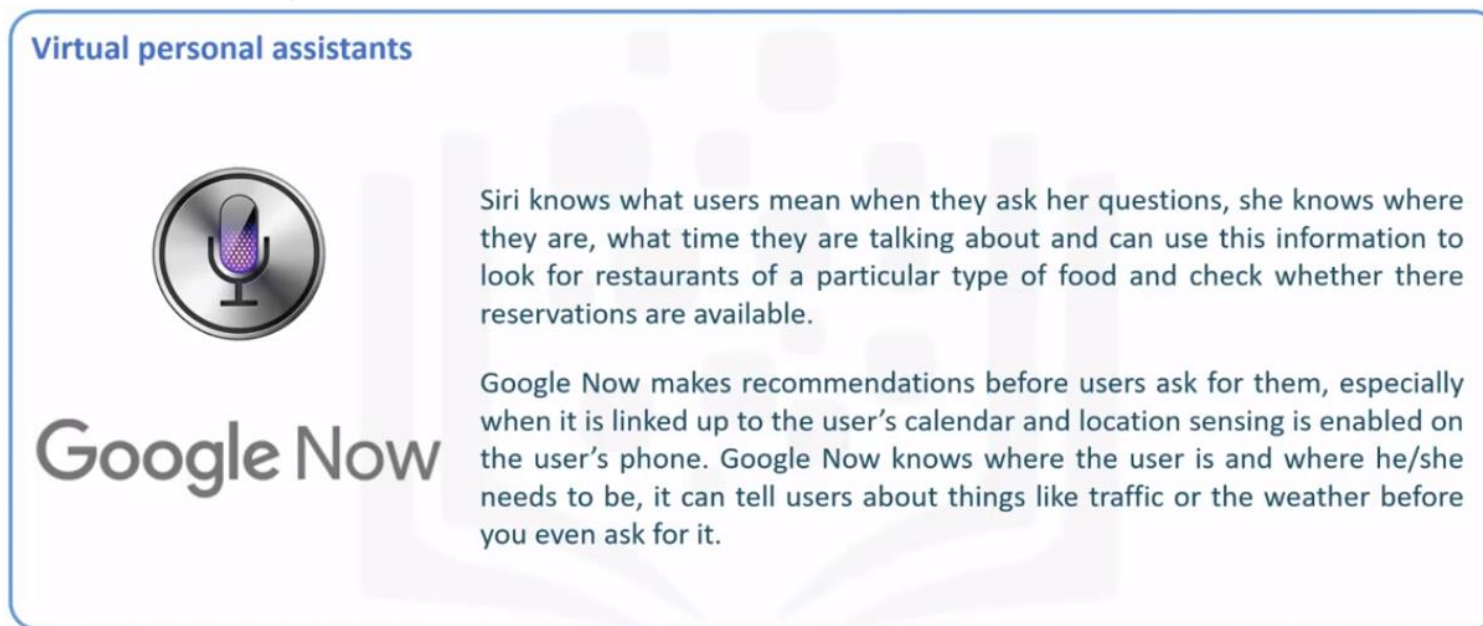 Virtual personal assistants
Siri knows what users mean when they ask her questions, she knows where
they are, what time they are talking about and can use this information to
look for restaurants of a particular type of food and check whether there
reservations are available.
Google Now makes recommendations before users ask for them, especially
when it is linked up to the user's calendar and location sensing is enabled on
the user's phone. Google Now knows where the user is and where he/she
needs to be, it can tell users about things like traffic or the weather before
you even ask for it.
Google Now